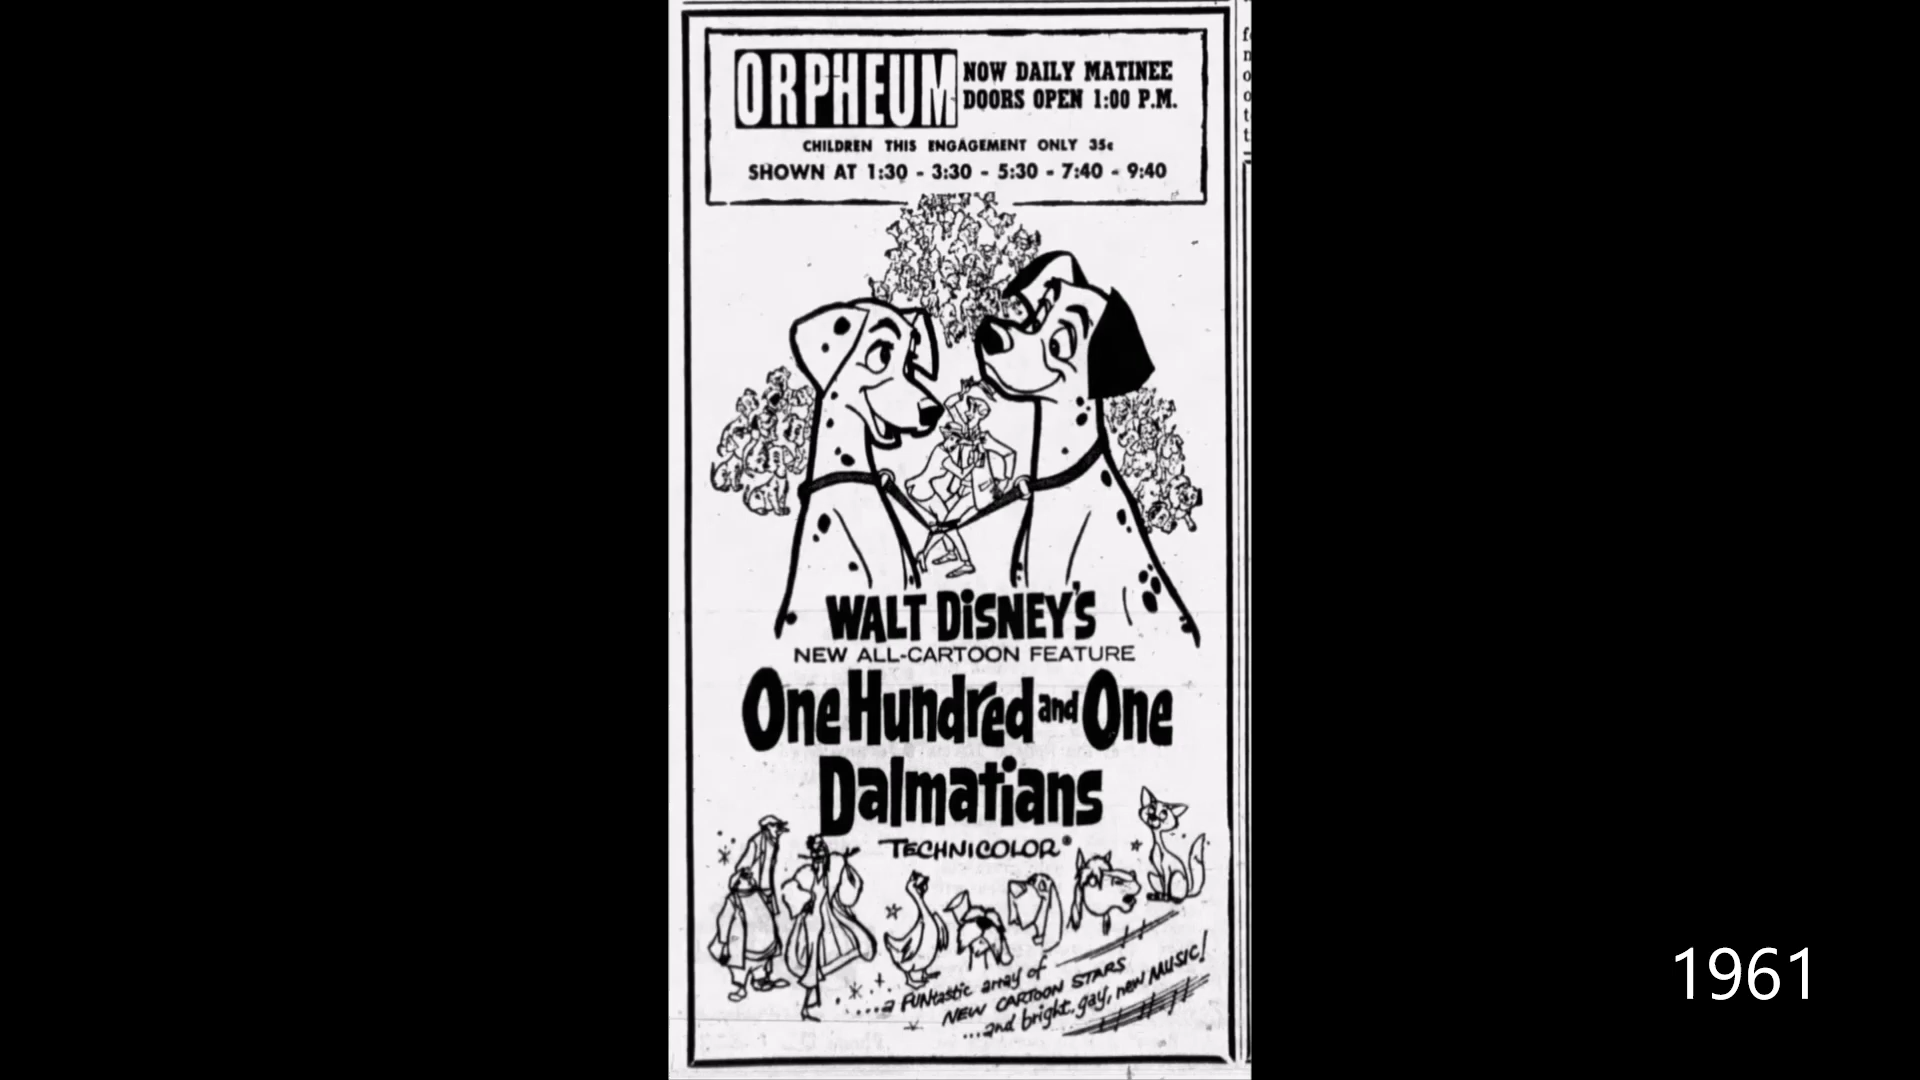 ORPHEUM
NOW DAILY MATINEE
DOORS OPEN 1:00 P.M.
CHILDREN THIS ENGAGEMENT ONLY 35¢
SHOWN AT 1:30 - 3:30 - 5:30 - 7:40 - 9:40
WALT DiSNEY'S
NEW ALL-CARTOON FEATURE
One Hundred and One
Dalmatians
TECHNICOLOR®
...a FUNtastic array of
NEW CARTOON STARS
...and bright, gay, new MUSIC!
1961